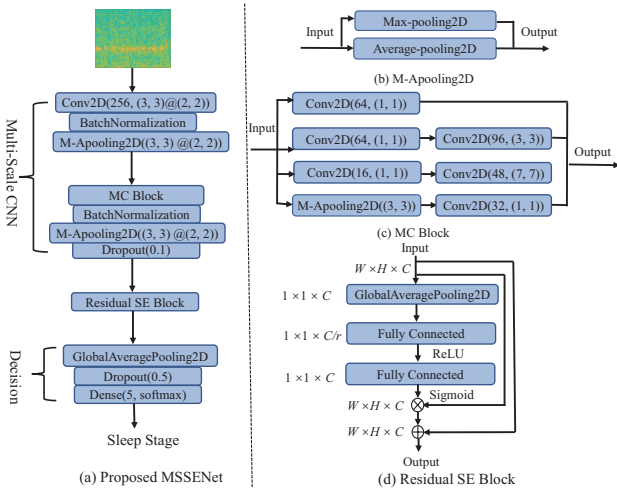 Conv2D(256, (3, 3)@(2, 2))
BatchNormalization
M-Apooling2D((3, 3) @(2, 2))
MC Block
BatchNormalization
M-Apooling2D((3, 3) @(2, 2))
Dropout(0.1)
Multi-Scale CNN
Residual SE Block
GlobalAveragePooling2D
Dropout(0.5)
Dense(5, softmax)
Decision
Sleep Stage
(a) Proposed MSSENet
Input
Max-pooling2D
Average-pooling2D
Output
(b) M-Apooling2D
Input
Conv2D(64, (1, 1))
Conv2D(64, (1, 1))
Conv2D(96, (3, 3))
Conv2D(16, (1, 1))
Conv2D(48, (7, 7))
M-Apooling2D((3, 3))
Conv2D(32, (1, 1))
Output
(c) MC Block
Input
W×H× C
1 ×1× C
GlobalAveragePooling2D
1 ×1× C/r
Fully Connected
ReLU
1 ×1× C
Fully Connected
Sigmoid
W×H× C
W×H× C
Output
(d) Residual SE Block